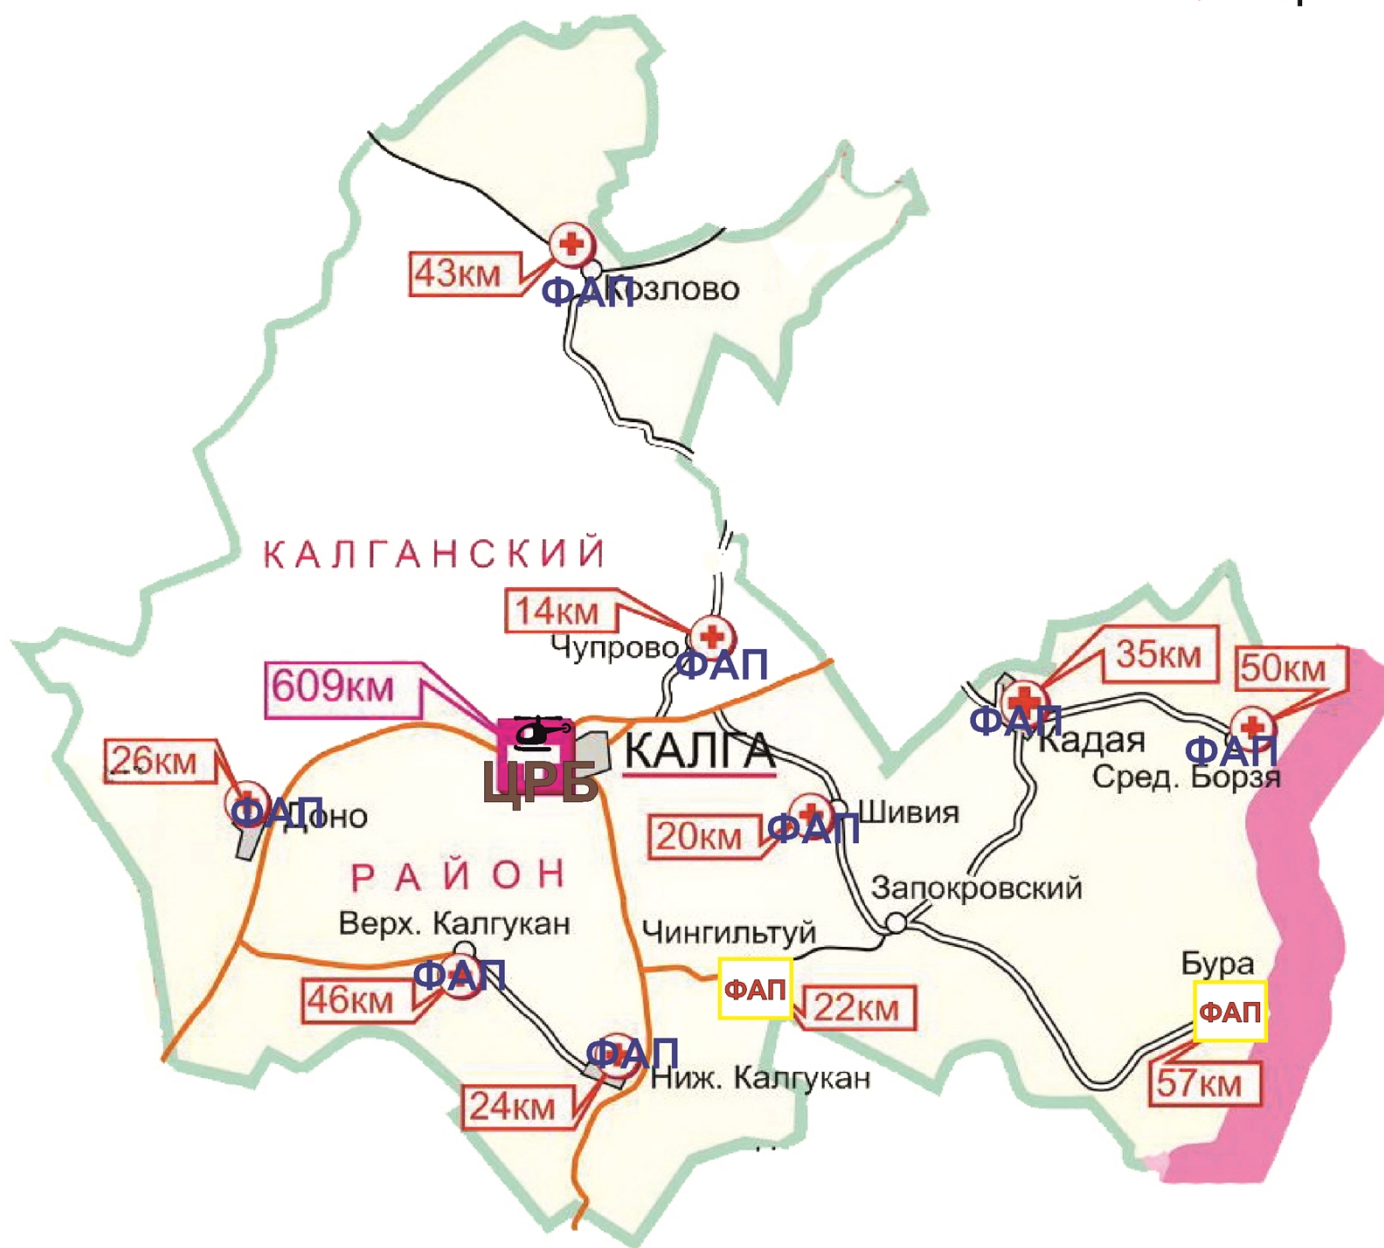 43км
ФАП
Козлово
КАЛГАНСКИЙ
14км
Чупрово
ФАП
609км
35км
50км
ФАП
Кадая
ФАП
Сред. Борзя
26км
ЦРБ
КАЛГА
ФАП
Доно
20км
ФАП
Шивия
РАЙОН
Запокровский
Верх. Калгукан
Чингильтуй
ФАП
46км
ФАП
22км
Бура
ФАП
57км
ФАП
Ниж. Калгукан
24км